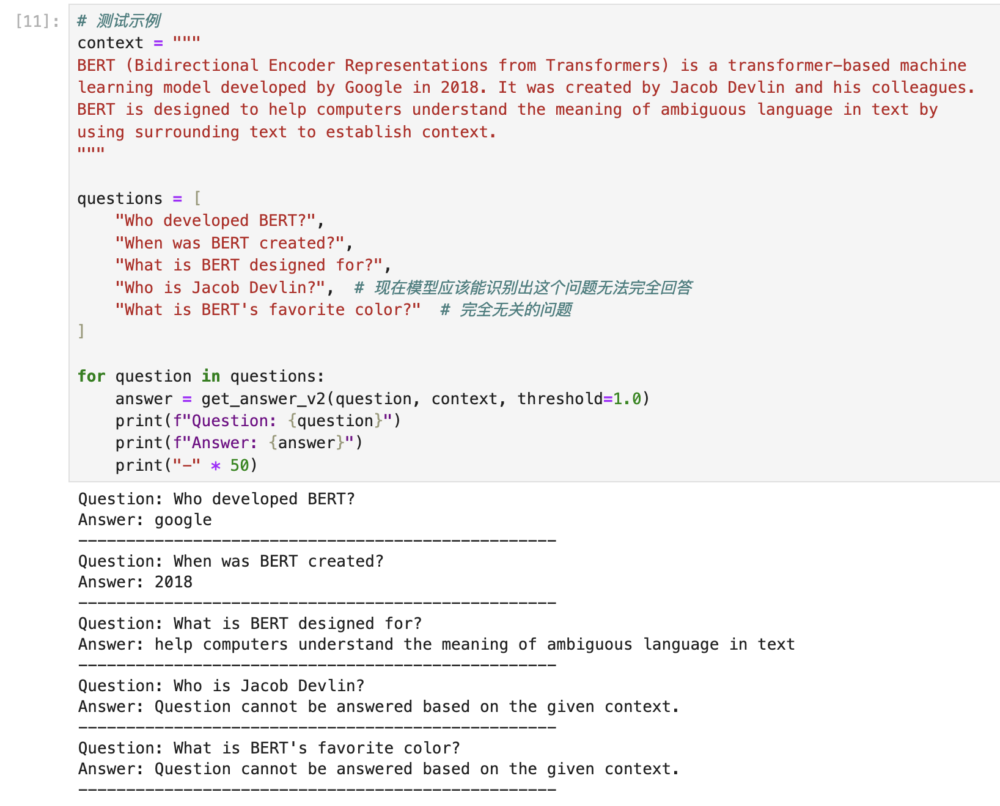 [11]:
# 测试示例
context = """
BERT (Bidirectional Encoder Representations from Transformers) is a transformer-based machine
learning model developed by Google in 2018. It was created by Jacob Devlin and his colleagues.
BERT is designed to help computers understand the meaning of ambiguous language in text by
using surrounding text to establish context.
"""
questions = [
    "Who developed BERT?",
    "When was BERT created?",
    "What is BERT designed for?",
    "Who is Jacob Devlin?",  # 现在模型应该能识别出这个问题无法完全回答
    "What is BERT's favorite color?"  # 完全无关的问题
]
for question in questions:
    answer = get_answer_v2(question, context, threshold=1.0)
    print(f"Question: {question}")
    print(f"Answer: {answer}")
    print("-" * 50)
Question: Who developed BERT?
Answer: google
--------------------------------------------------
Question: When was BERT created?
Answer: 2018
--------------------------------------------------
Question: What is BERT designed for?
Answer: help computers understand the meaning of ambiguous language in text
--------------------------------------------------
Question: Who is Jacob Devlin?
Answer: Question cannot be answered based on the given context.
--------------------------------------------------
Question: What is BERT's favorite color?
Answer: Question cannot be answered based on the given context.
--------------------------------------------------